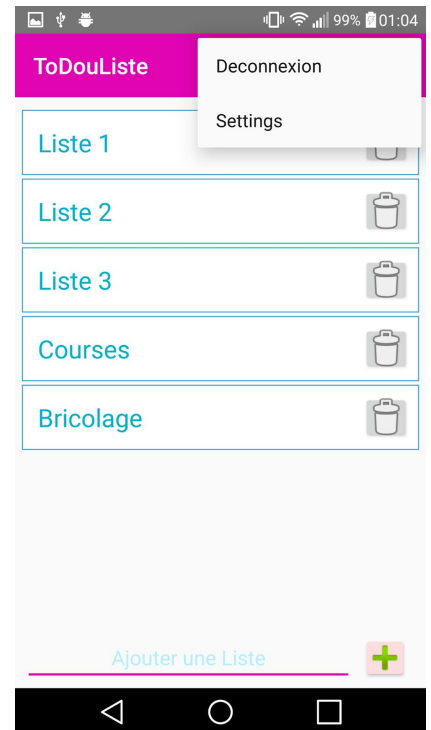 99% 01:04
ToDouListe
Deconnexion
Settings
Liste 1
Liste 2
Liste 3
Courses
Bricolage
Ajouter une Liste